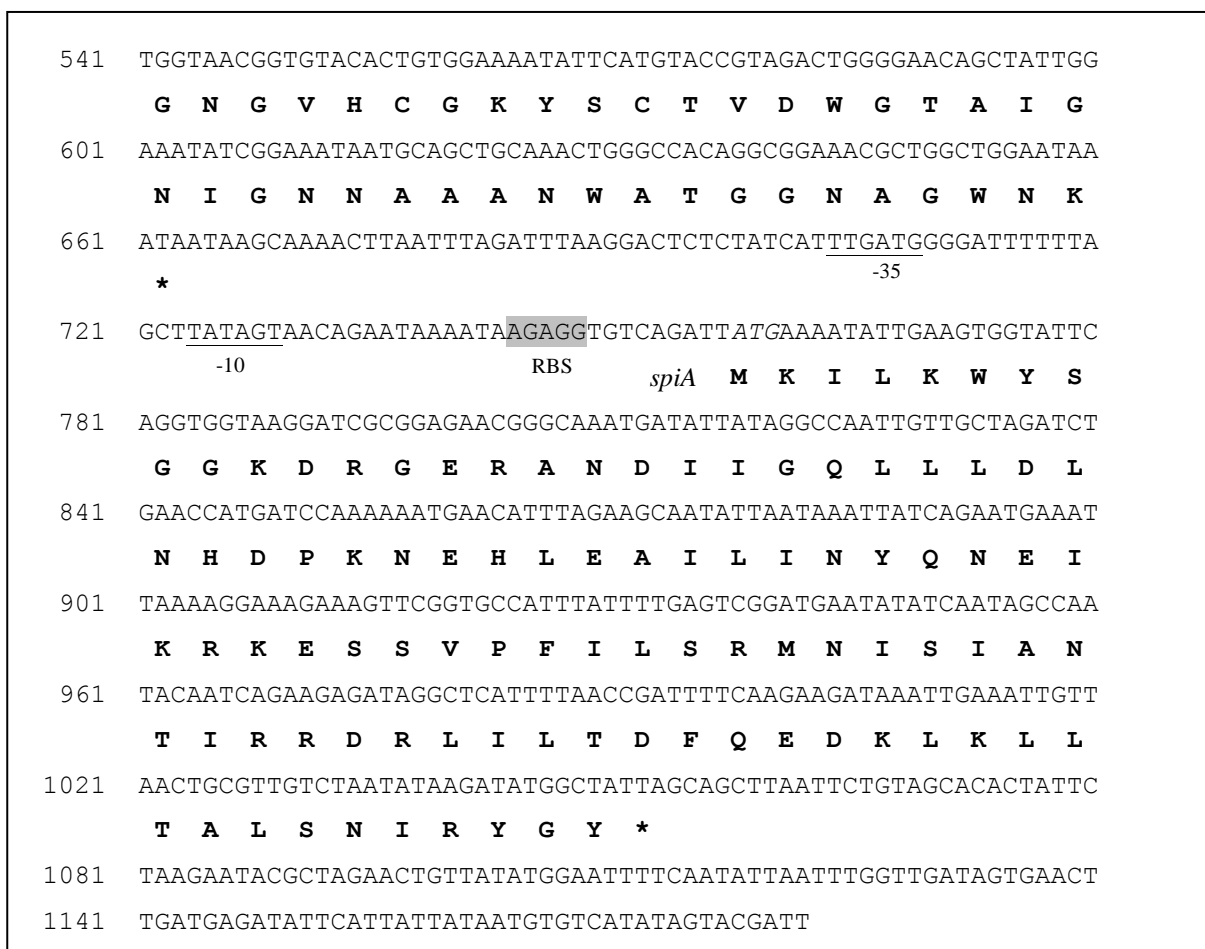 541 TGGTAACGGTGTACACTGTGGAAAATATTCATGTACCGTAGACTGGGGAACAGCTATTGG
G N G V H C G K Y S C T V D W G T A I G
601 AAATATCGGAAATAATGCAGCTGCAAACTGGGCCACAGGCGGAAACGCTGGCTGGAATAA
N I G N N A A A N W A T G G N A G W N K
661 ATAATAAGCAAAACTTAATTTAGATTTAAGGACTCTCTATCATTTGATGGGGATTTTTTA
* -35
721 GCTTATAGTAACAGAATAAAATAAGAGGTGTCAGATTATGAAAATATTGAAGTGGTATTC
-10 RBS
spiA M K I L K W Y S
781 AGGTGGTAAGGATCGCGGAGAACGGGCAAATGATATTATAGGCCAATTGTTGCTAGATCT
G G K D R G E R A N D I I G Q L L L D L
841 GAACCATGATCCAAAAAATGAACATTTAGAAGCAATATTAATAAATTATCAGAATGAAAT
N H D P K N E H L E A I L I N Y Q N E I
901 TAAAAGGAAAGAAAGTTCGGTGCCATTTATTTTGAGTCGGATGAATATATCAATAGCCAA
K R K E S S V P F I L S R M N I S I A N
961 TACAATCAGAAGAGATAGGCTCATTTTAACCGATTTTCAAGAAGATAAATTGAAATTGTT
T I R R D R L I L T D F Q E D K L K L L
1021 AACTGCGTTGTCTAATATAAGATATGGCTATTAGCAGCTTAATTCTGTAGCACACTATTC
T A L S N I R Y G Y *
1081 TAAGAATACGCTAGAACTGTTATATGGAATTTTCAATATTAATTTGGTTGATAGTGAACT
1141 TGATGAGATATTCATTATTATAATGTGTCATATAGTACGATT